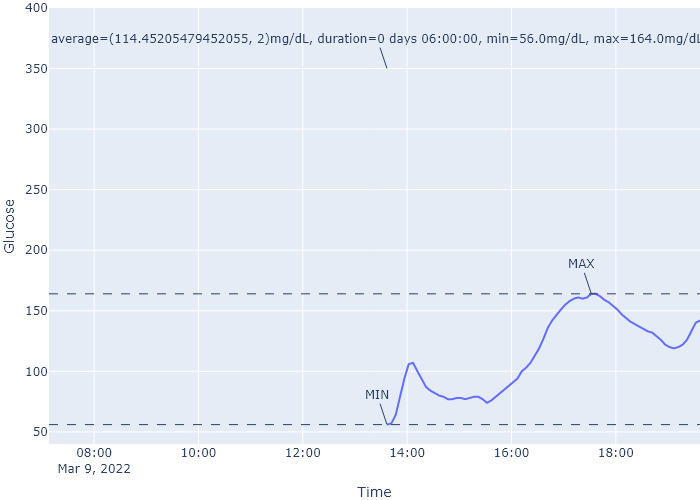 400
average=(114.45205479452055, 2)mg/dL, duration=0 days 06:00:00, min=56.0mg/dL, max=164.0mg/dL
350
300
250
Glucose
200
MAX
150
100
MIN
50
08:00 10:00 12:00 14:00 16:00 18:00
Mar 9, 2022
Time